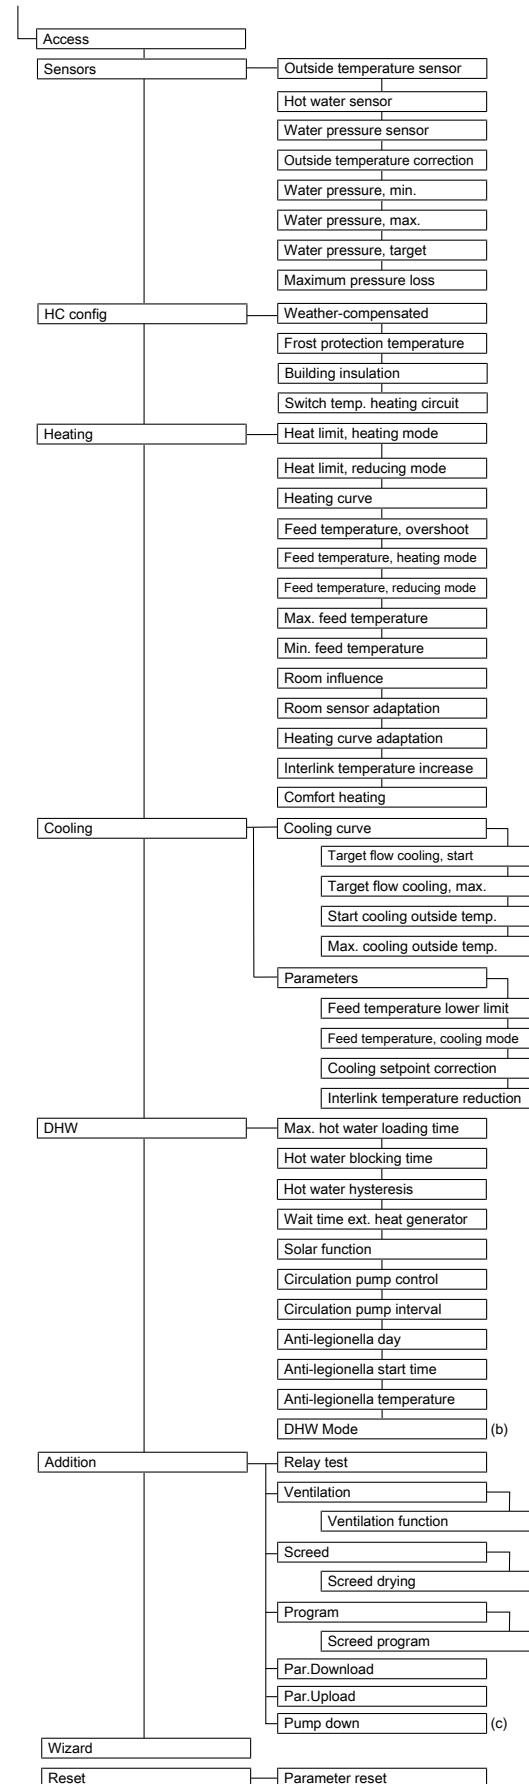 Access
Sensors
Outside temperature sensor
Hot water sensor
Water pressure sensor
Outside temperature correction
Water pressure, min.
Water pressure, max.
Water pressure, target
Maximum pressure loss
HC config
Weather-compensated
Frost protection temperature
Building insulation
Switch temp. heating circuit
Heating
Heat limit, heating mode
Heat limit, reducing mode
Heating curve
Feed temperature, overshoot
Feed temperature, heating mode
Feed temperature, reducing mode
Max. feed temperature
Min. feed temperature
Room influence
Room sensor adaptation
Heating curve adaptation
Interlink temperature increase
Comfort heating
Cooling
Cooling curve
Target flow cooling, start
Target flow cooling, max.
Start cooling outside temp.
Max. cooling outside temp.
Parameters
Feed temperature lower limit
Feed temperature, cooling mode
Cooling setpoint correction
Interlink temperature reduction
DHW
Max. hot water loading time
Hot water blocking time
Hot water hysteresis
Wait time ext. heat generator
Solar function
Circulation pump control
Circulation pump interval
Anti-legionella day
Anti-legionella start time
Anti-legionella temperature
DHW Mode (b)
Addition
Relay test
Ventilation
Ventilation function
Screed
Screed drying
Program
Screed program
Par.Download
Par.Upload
Pump down (c)
Wizard
Reset
Parameter reset